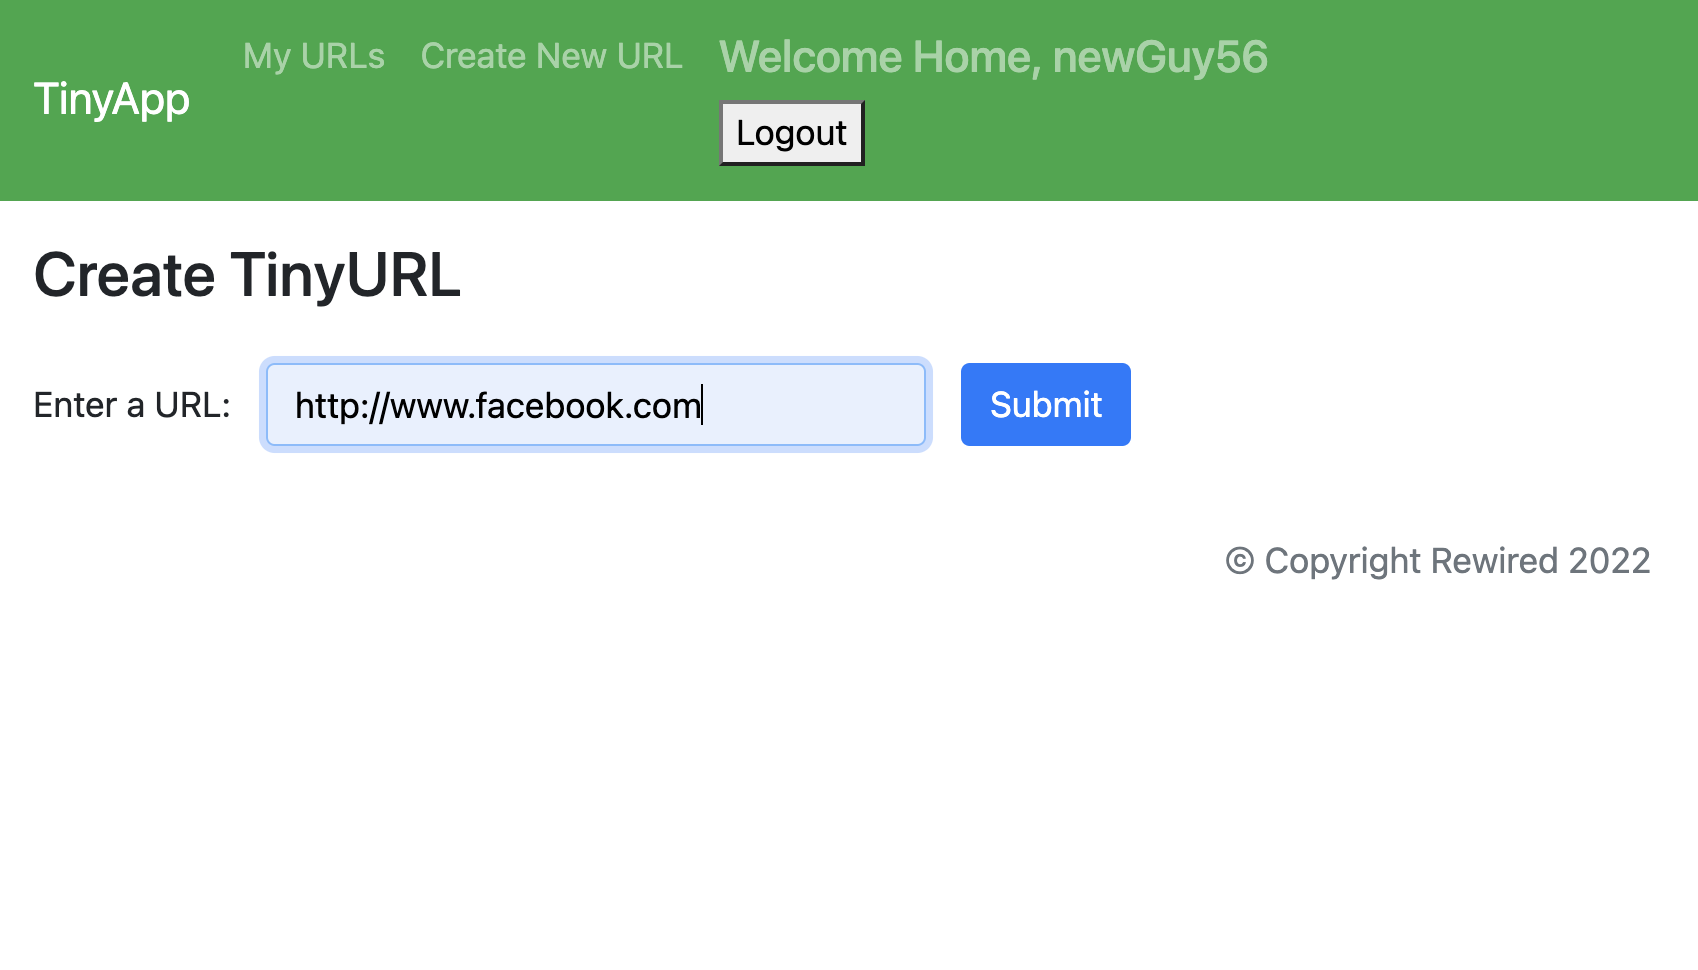 TinyApp
My URLs
Create New URL
Welcome Home, newGuy56
Logout
Create TinyURL
Enter a URL:
http://www.facebook.com
Submit
© Copyright Rewired 2022